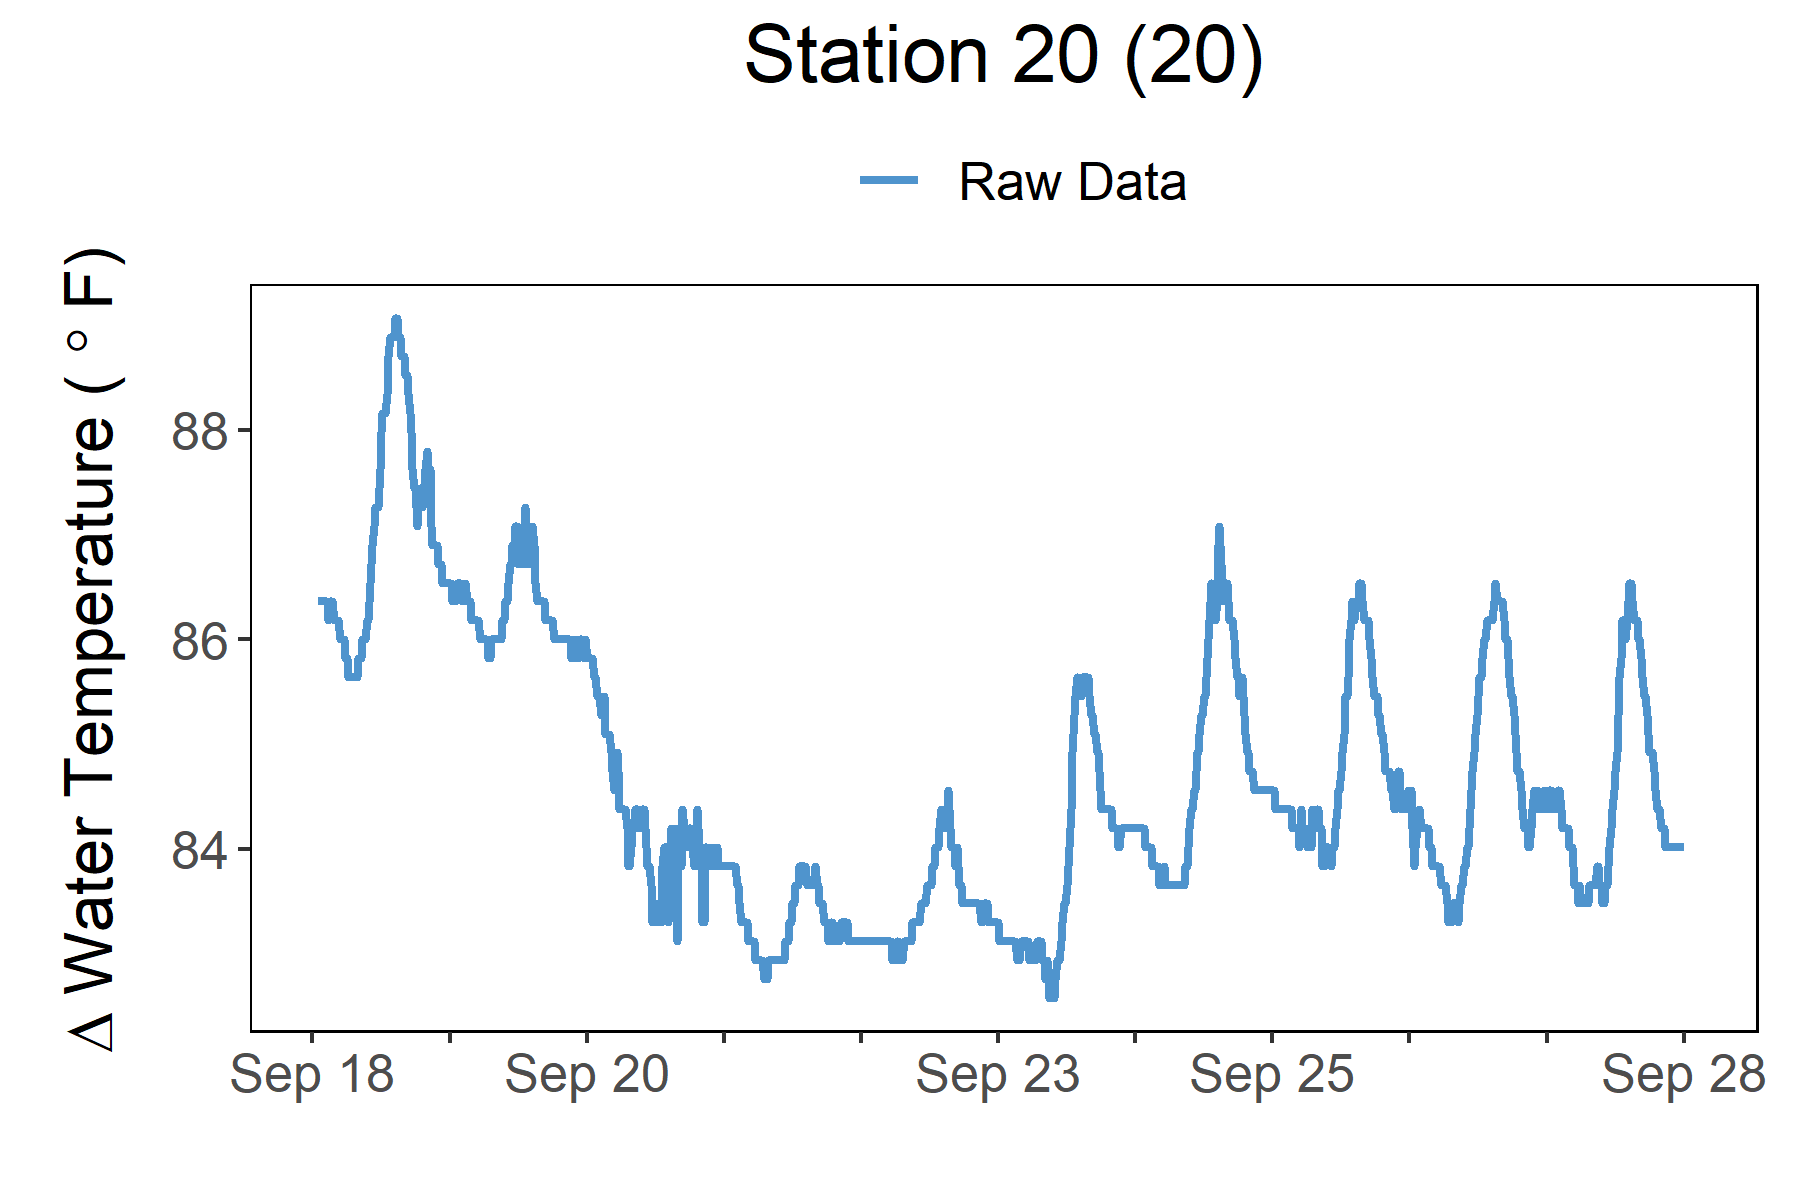 Station 20 (20)
Raw Data
Δ Water Temperature ( ° F)
88
86
84
Sep 18
Sep 20
Sep 23
Sep 25
Sep 28